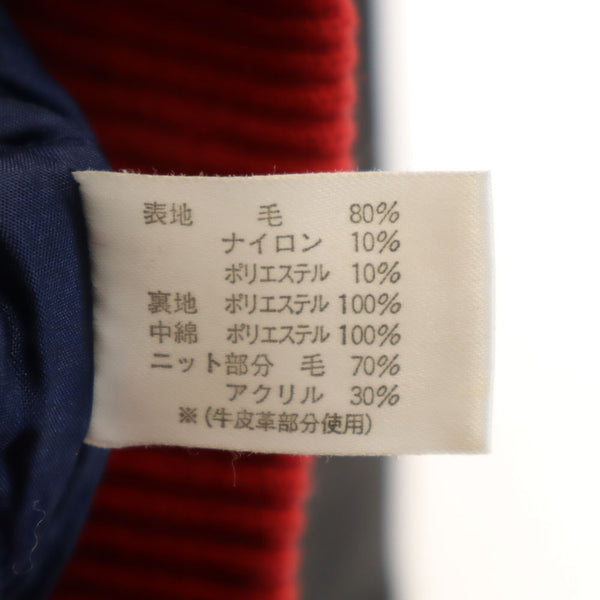 表地 毛 80%
ナイロン 10%
ポリエステル 10%
裏地 ポリエステル 100%
中綿 ポリエステル 100%
ニット部分 毛 70%
アクリル 30%
※(牛皮革部分使用)